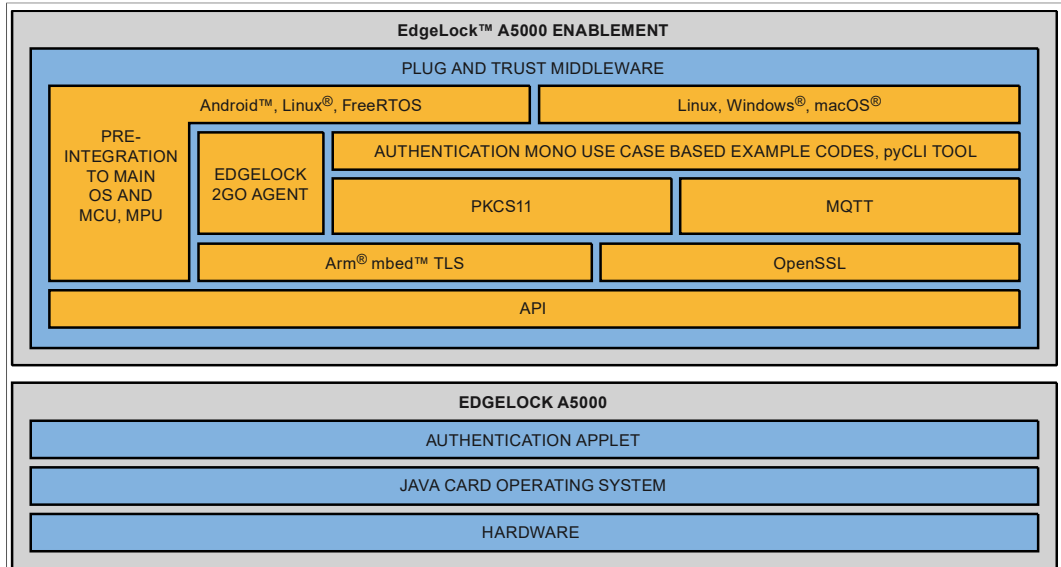 EdgeLock™ A5000 ENABLEMENT
PLUG AND TRUST MIDDLEWARE
Android™, Linux®, FreeRTOS
Linux, Windows®, macOS®
PRE-
INTEGRATION
TO MAIN
OS AND
MCU, MPU
EDGELOCK
2GO AGENT
AUTHENTICATION MONO USE CASE BASED EXAMPLE CODES, pyCLI TOOL
PKCS11
MQTT
Arm® mbed™ TLS
OpenSSL
API
EDGELOCK A5000
AUTHENTICATION APPLET
JAVA CARD OPERATING SYSTEM
HARDWARE